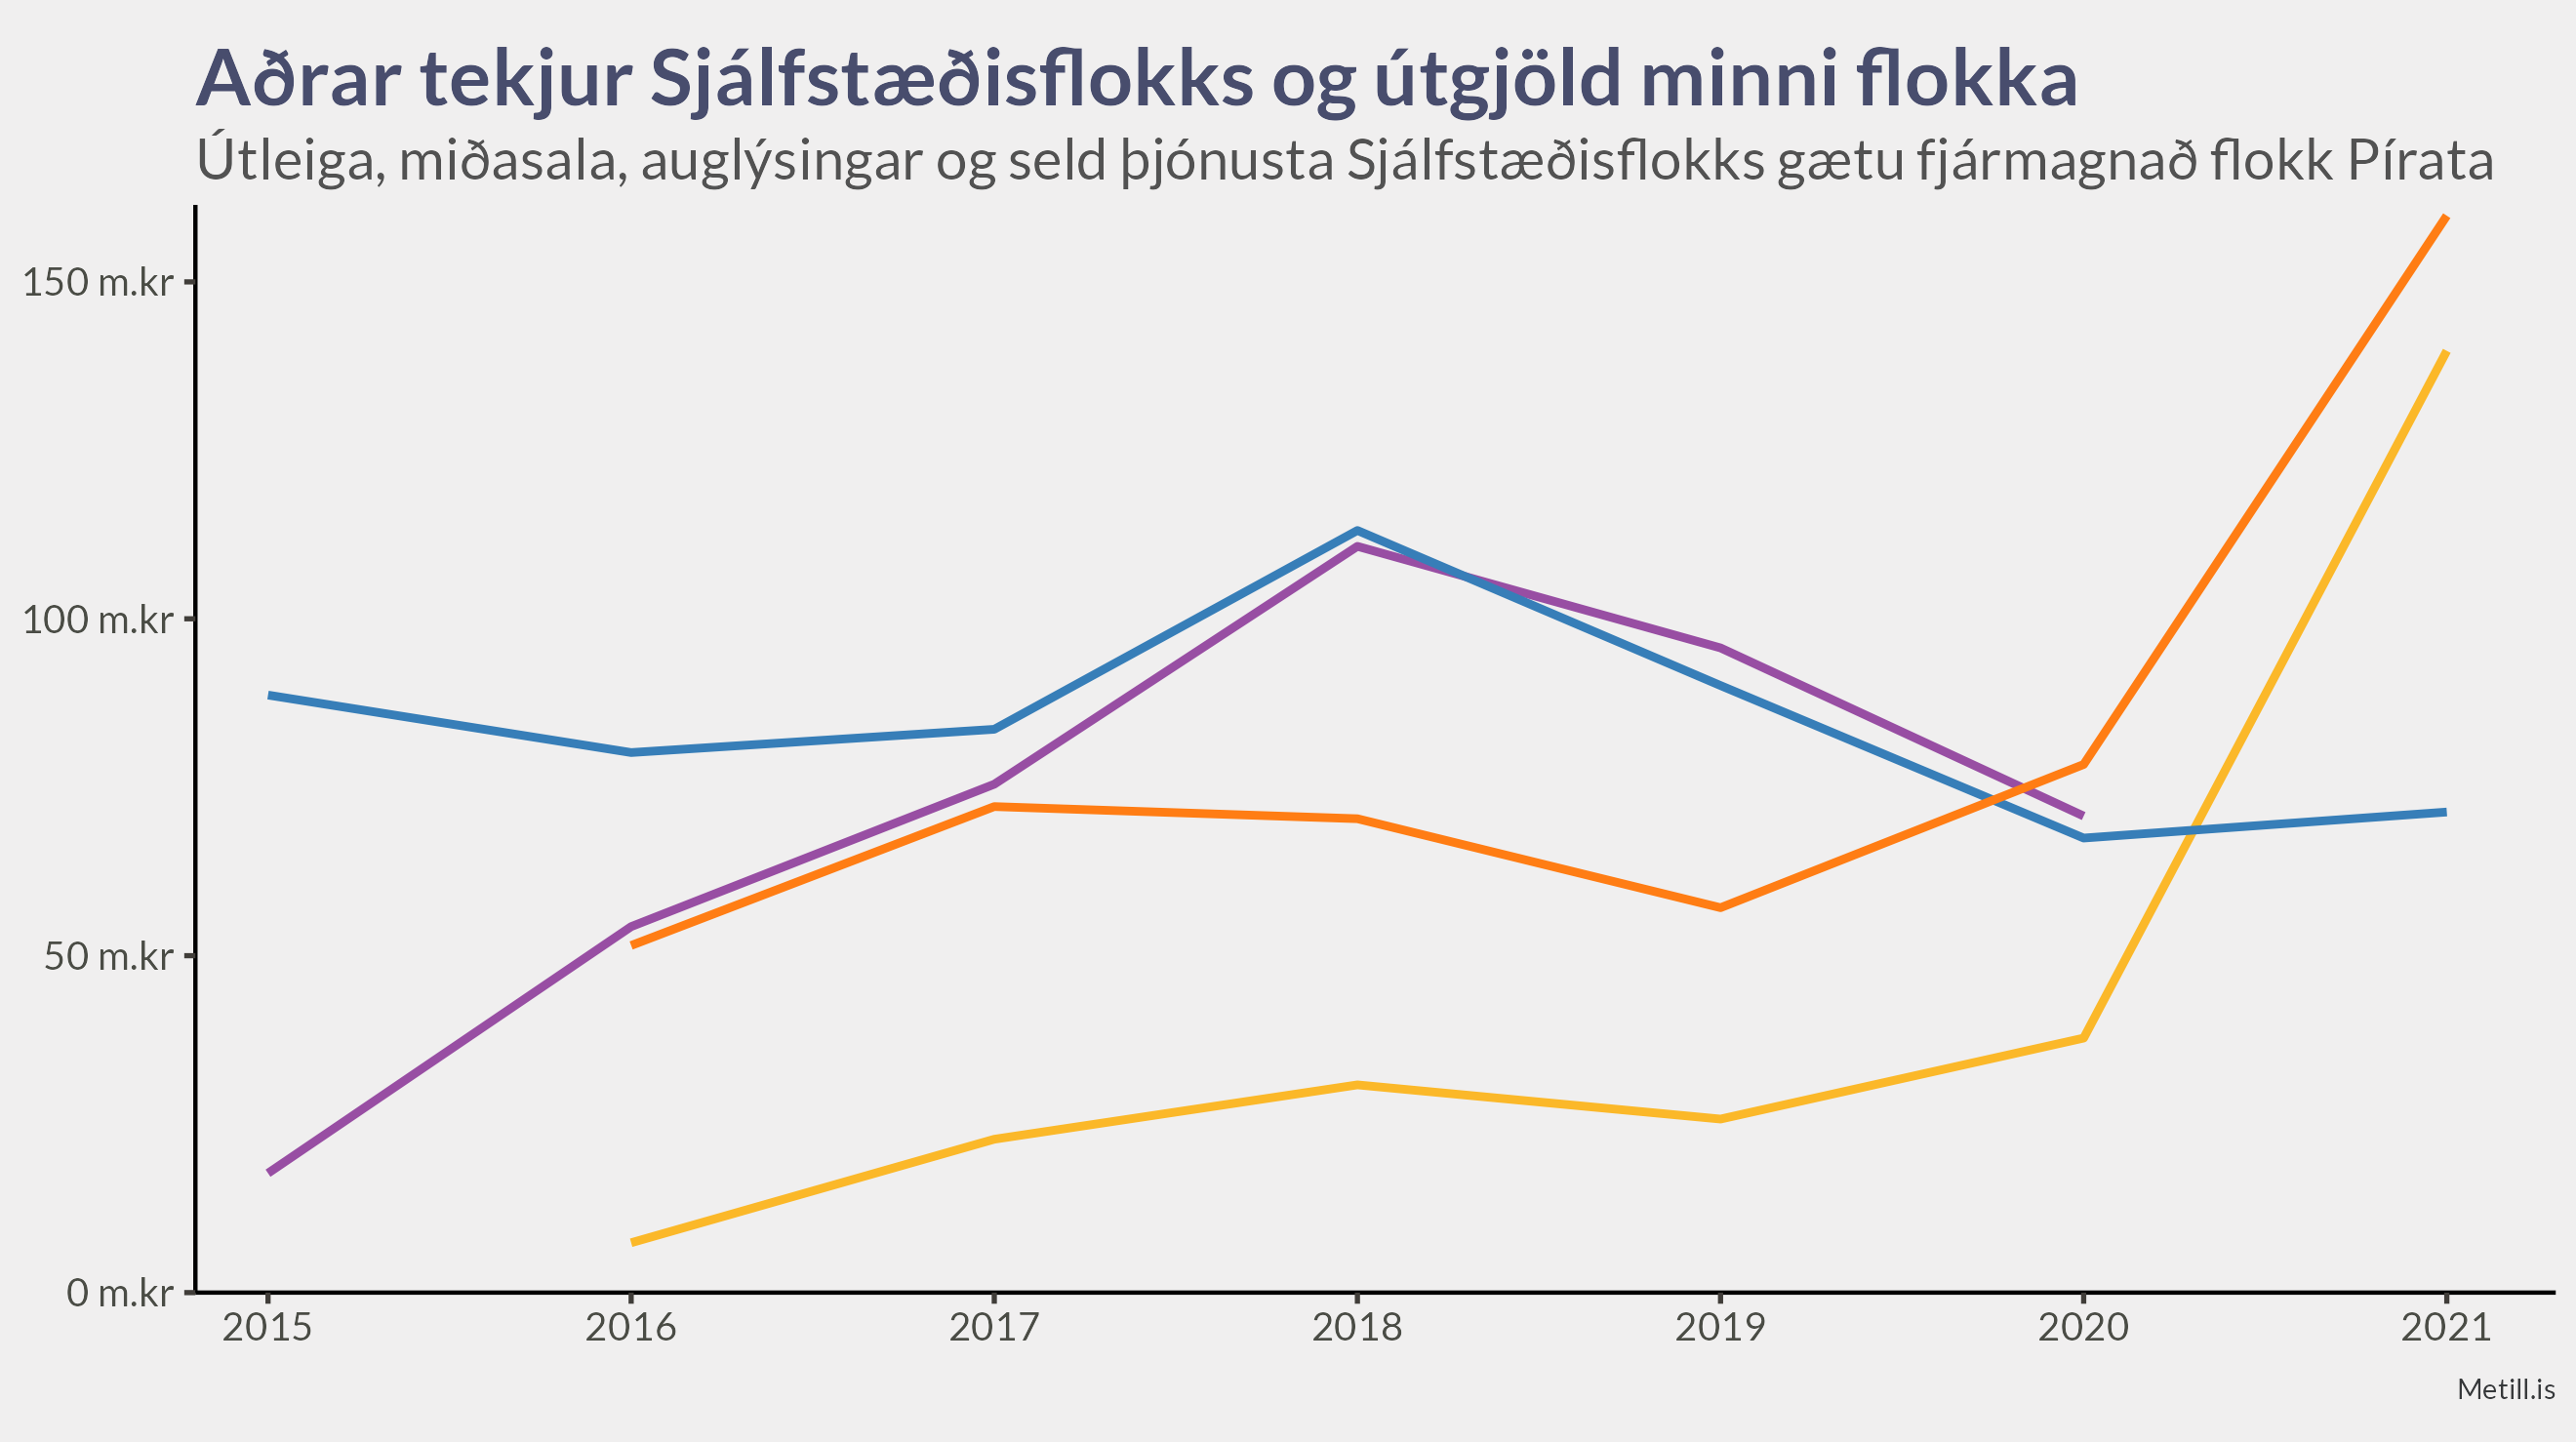 Aðrar tekjur Sjálfstæðisflokks og útgjöld minni flokka
Útleiga, miðasala, auglýsingar og seld þjónusta Sjálfstæðisflokks gætu fjármagnað flokk Pírata
150 m.kr
100 m.kr
50 m.kr
0 m.kr
2015 2016 2017 2018 2019 2020 2021
Metill.is